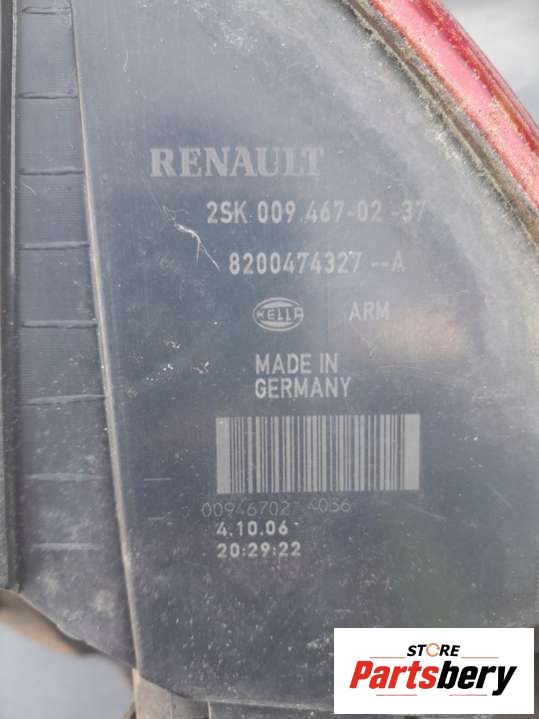 RENAULT
2SK 009.467-02 -37
8200474327--A
HELLA ARM
MADE IN
GERMANY
00946702 4036
4.10.06
20:29:22
STORE
Partsbery